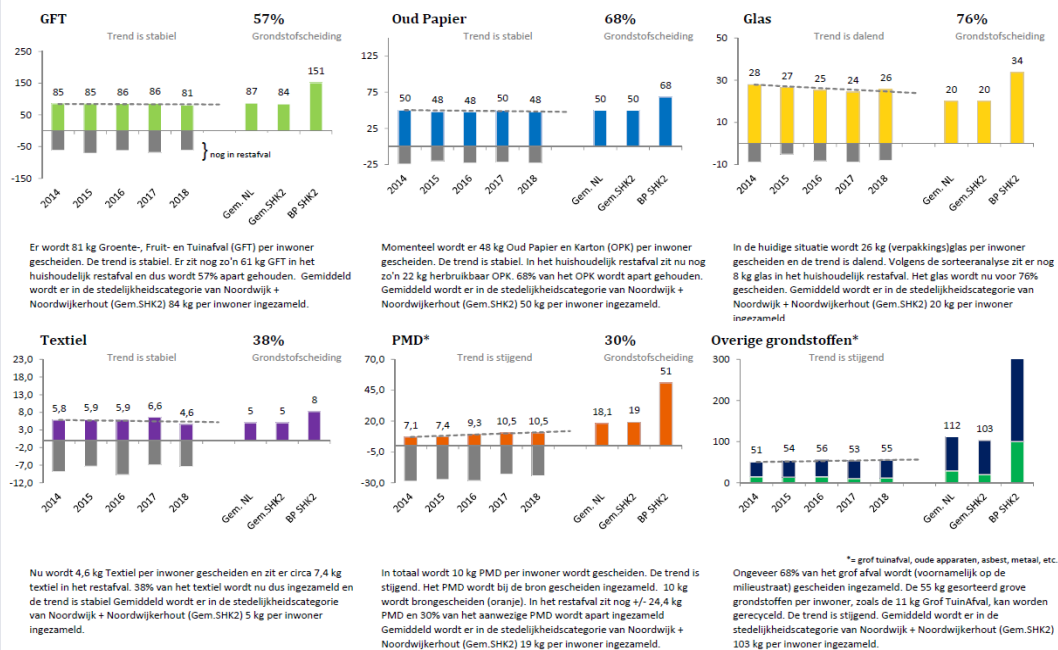 GFT 57%
Trend is stabiel Grondstofscheiding
250
150
50
-50
-150
85 85 86 86 81 87 84 151
} nog in restafval
2014 2015 2016 2017 2018 Gem. NL Gem.SHK2 BP SHK2
Er wordt 81 kg Groente-, Fruit- en Tuinafval (GFT) per inwoner
gescheiden. De trend is stabiel. Er zit nog zo'n 61 kg GFT in het
huishoudelijk restafval en dus wordt 57% apart gehouden. Gemiddeld
wordt er in de stedelijkheidscategorie van Noordwijk +
Noordwijkerhout (Gem.SHK2) 84 kg per inwoner ingezameld.
Oud Papier 68%
Trend is stabiel Grondstofscheiding
125
75
25
-25
50 48 48 50 48 50 50 68
2014 2015 2016 2017 2018 Gem. NL Gem.SHK2 BP SHK2
Momenteel wordt er 48 kg Oud Papier en Karton (OPK) per inwoner
gescheiden. De trend is stabiel. In het huishoudelijk restafval zit nu nog
zo'n 22 kg herbruikbaar OPK. 68% van het OPK wordt apart gehouden.
Gemiddeld wordt er in de stedelijkheidscategorie van Noordwijk +
Noordwijkerhout (Gem.SHK2) 50 kg per inwoner ingezameld.
Glas 76%
Trend is dalend Grondstofscheiding
50
30
10
-10
28 27 25 24 26 20 20 34
2014 2015 2016 2017 2018 Gem. NL Gem.SHK2 BP SHK2
In de huidige situatie wordt 26 kg (verpakkings)glas per inwoner
gescheiden en de trend is dalend. Volgens de sorteeranalyse zit er nog
8 kg glas in het huishoudelijk restafval. Het glas wordt nu voor 76%
gescheiden. Gemiddeld wordt er in de stedelijkheidscategorie van
Noordwijk + Noordwijkerhout (Gem.SHK2) 20 kg per inwoner
ingezameld
Textiel 38%
Trend is stabiel Grondstofscheiding
23,0
18,0
13,0
8,0
3,0
-2,0
-7,0
-12,0
5,8 5,9 5,9 6,6 4,6 5 5 8
2014 2015 2016 2017 2018 Gem. NL Gem.SHK2 BP SHK2
Nu wordt 4,6 kg Textiel per inwoner gescheiden en zit er circa 7,4 kg
textiel in het restafval. 38% van het textiel wordt nu dus ingezameld en
de trend is stabiel Gemiddeld wordt er in de stedelijkheidscategorie
van Noordwijk + Noordwijkerhout (Gem.SHK2) 5 kg per inwoner
ingezameld.
PMD* 30%
Trend is stijgend Grondstofscheiding
70,0
45,0
20,0
-5,0
-30,0
7,1 7,4 9,3 10,5 10,5 18,1 19 51
2014 2015 2016 2017 2018 Gem. NL Gem.SHK2 BP SHK2
In totaal wordt 10 kg PMD per inwoner wordt gescheiden. De trend is
stijgend. Het PMD wordt bij de bron gescheiden ingezameld. 10 kg
wordt brongescheiden (oranje). In het restafval zit nog +/- 24,4 kg
PMD en 30% van het aanwezige PMD wordt apart ingezameld
Gemiddeld wordt er in de stedelijkheidscategorie van Noordwijk +
Noordwijkerhout (Gem.SHK2) 19 kg per inwoner ingezameld.
Overige grondstoffen*
Trend is stijgend
300
200
100
0
51 54 56 53 55 112 103
2014 2015 2016 2017 2018 Gem. NL Gem.SHK2 BP SHK2
*= grof tuinafval, oude apparaten, asbest, metaal, etc.
Ongeveer 68% van het grof afval wordt (voornamelijk op de
milieustraat) gescheiden ingezameld. De 55 kg gesorteerd grove
grondstoffen per inwoner, zoals de 11 kg Grof TuinAfval, kan worden
gerecycled. De trend is stijgend. Gemiddeld wordt er in de
stedelijkheidscategorie van Noordwijk + Noordwijkerhout (Gem.SHK2)
103 kg per inwoner ingezameld.